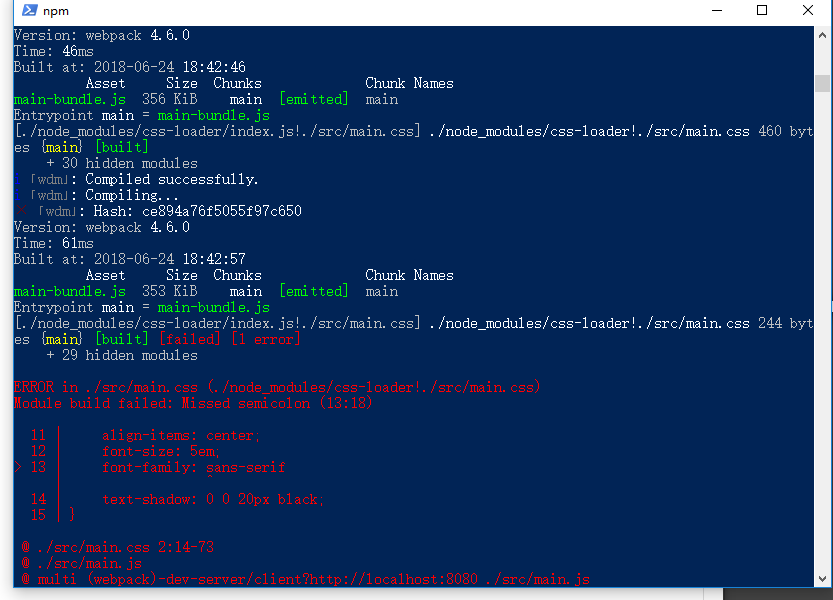 npm
Version: webpack 4.6.0
Time: 46ms
Built at: 2018-06-24 18:42:46
Asset Size Chunks Chunk Names
main-bundle.js 356 KiB main [emitted] main
Entrypoint main = main-bundle.js
[./node_modules/css-loader/index.js!./src/main.css] ./node_modules/css-loader!./src/main.css 460 byt
es {main} [built]
+ 30 hidden modules
｢wdm｣: Compiled successfully.
｢wdm｣: Compiling...
× ｢wdm｣: Hash: ce894a76f5055f97c650
Version: webpack 4.6.0
Time: 61ms
Built at: 2018-06-24 18:42:57
Asset Size Chunks Chunk Names
main-bundle.js 353 KiB main [emitted] main
Entrypoint main = main-bundle.js
[./node_modules/css-loader/index.js!./src/main.css] ./node_modules/css-loader!./src/main.css 244 byt
es {main} [built] [failed] [1 error]
+ 29 hidden modules
ERROR in ./src/main.css (./node_modules/css-loader!./src/main.css)
Module build failed: Missed semicolon (13:18)
11 | align-items: center;
12 | font-size: 5em;
> 13 | font-family: sans-serif
| ^
14 | text-shadow: 0 0 20px black;
15 | }
@ ./src/main.css 2:14-73
@ ./src/main.js
@ multi (webpack)-dev-server/client?http://localhost:8080 ./src/main.js